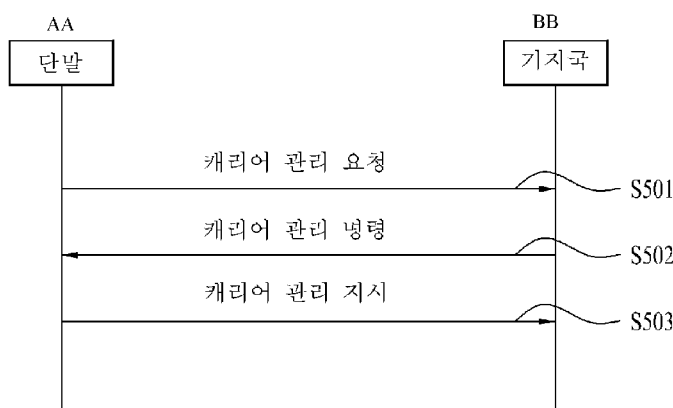 AA
BB
단말
기지국
캐리어 관리 요청
S501
캐리어 관리 명령
S502
캐리어 관리 지시
S503